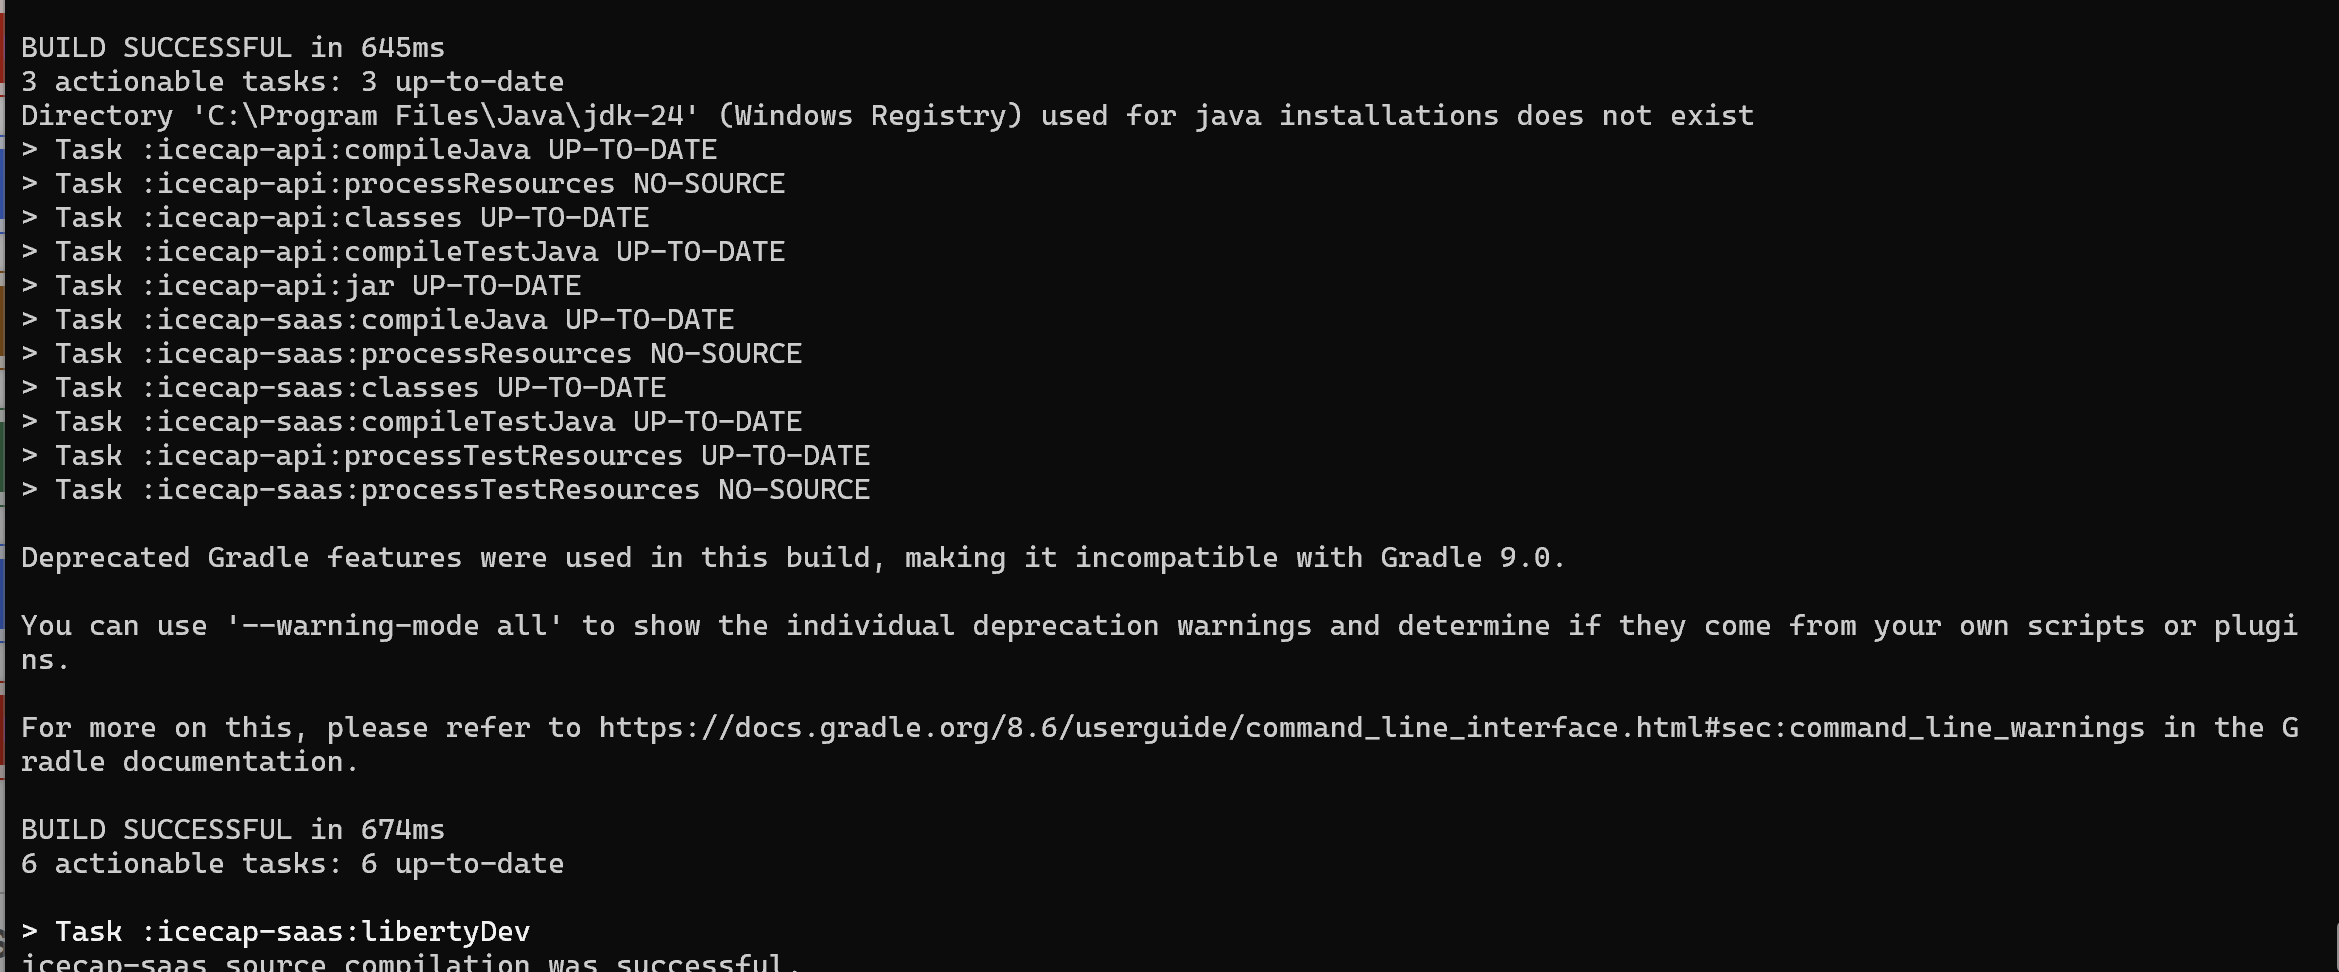 BUILD SUCCESSFUL in 645ms
3 actionable tasks: 3 up-to-date
Directory 'C:\Program Files\Java\jdk-24' (Windows Registry) used for java installations does not exist
> Task :icecap-api:compileJava UP-TO-DATE
> Task :icecap-api:processResources NO-SOURCE
> Task :icecap-api:classes UP-TO-DATE
> Task :icecap-api:compileTestJava UP-TO-DATE
> Task :icecap-api:jar UP-TO-DATE
> Task :icecap-saas:compileJava UP-TO-DATE
> Task :icecap-saas:processResources NO-SOURCE
> Task :icecap-saas:classes UP-TO-DATE
> Task :icecap-saas:compileTestJava UP-TO-DATE
> Task :icecap-api:processTestResources UP-TO-DATE
> Task :icecap-saas:processTestResources NO-SOURCE
Deprecated Gradle features were used in this build, making it incompatible with Gradle 9.0.
You can use '--warning-mode all' to show the individual deprecation warnings and determine if they come from your own scripts or plugi
ns.
For more on this, please refer to https://docs.gradle.org/8.6/userguide/command_line_interface.html#sec:command_line_warnings in the G
radle documentation.
BUILD SUCCESSFUL in 674ms
6 actionable tasks: 6 up-to-date
> Task :icecap-saas:libertyDev
icecap-saas source compilation was successful.